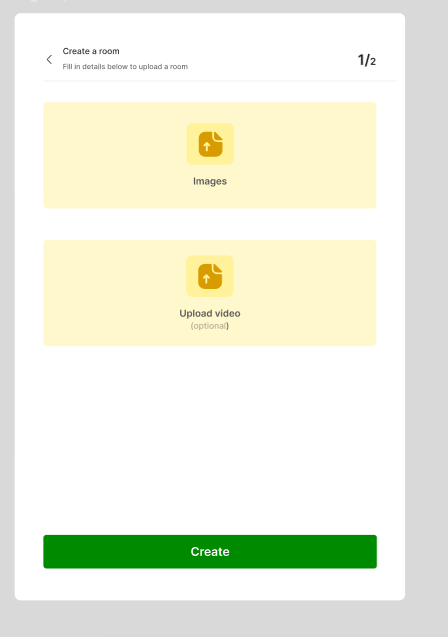 Create a room
Fill in details below to upload a room
1/2
Images
Upload video
(optional)
Create